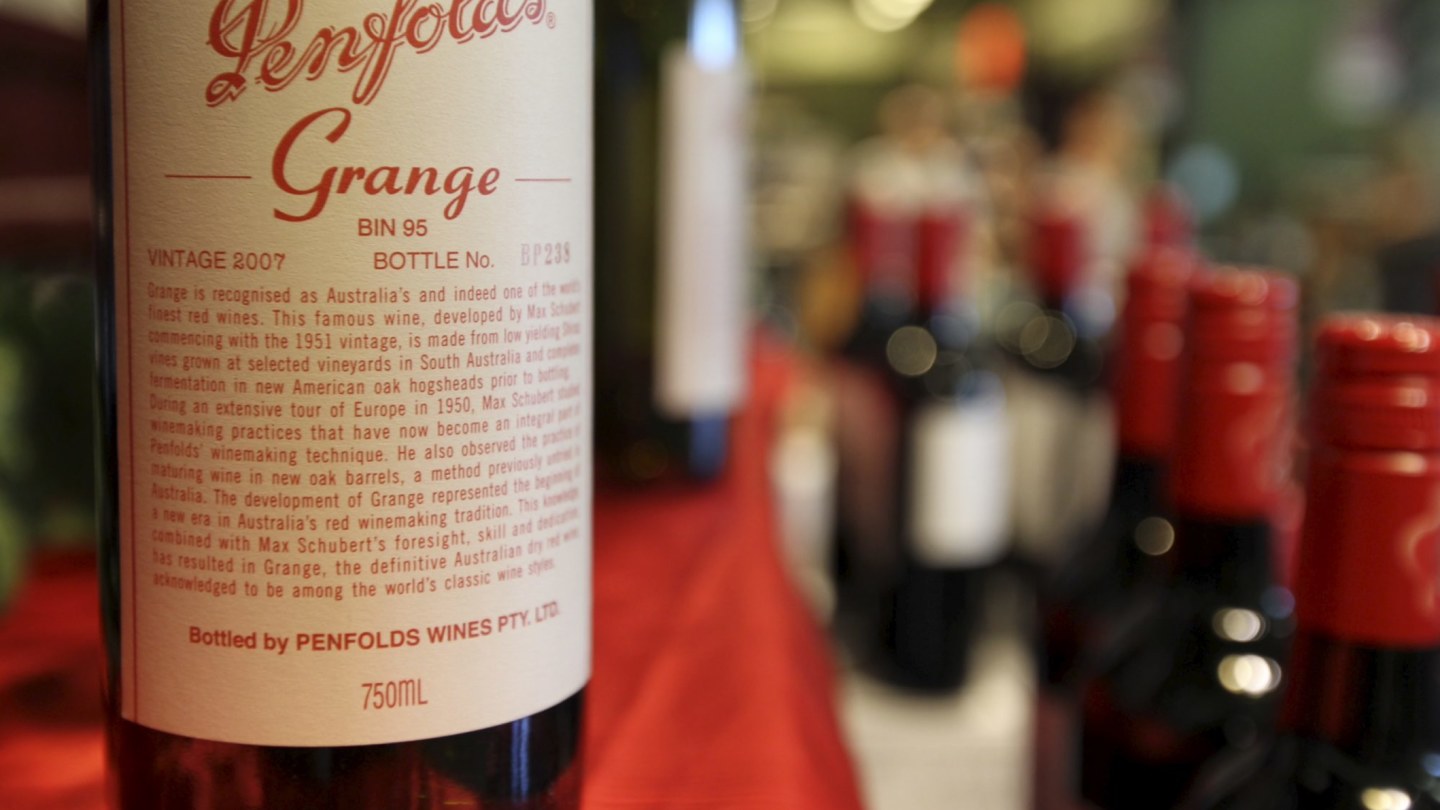 Penfolds®
Grange
BIN 95
VINTAGE 2007 BOTTLE No. BP238
Grange is recognised as Australia's and indeed one of the world's
finest red wines. This famous wine, developed by Max Schubert
commencing with the 1951 vintage, is made from low yielding Shiraz
vines grown at selected vineyards in South Australia and completes
fermentation in new American oak hogsheads prior to bottling.
During an extensive tour of Europe in 1950, Max Schubert studied
winemaking practices that have now become an integral part of
Penfolds' winemaking technique. He also observed the practice of
maturing wine in new oak barrels, a method previously untried in
Australia. The development of Grange represented the beginning of
a new era in Australia's red winemaking tradition. This knowledge
combined with Max Schubert's foresight, skill and dedication
has resulted in Grange, the definitive Australian dry red wine,
acknowledged to be among the world's classic wine styles.
Bottled by PENFOLDS WINES PTY. LTD.
750mL